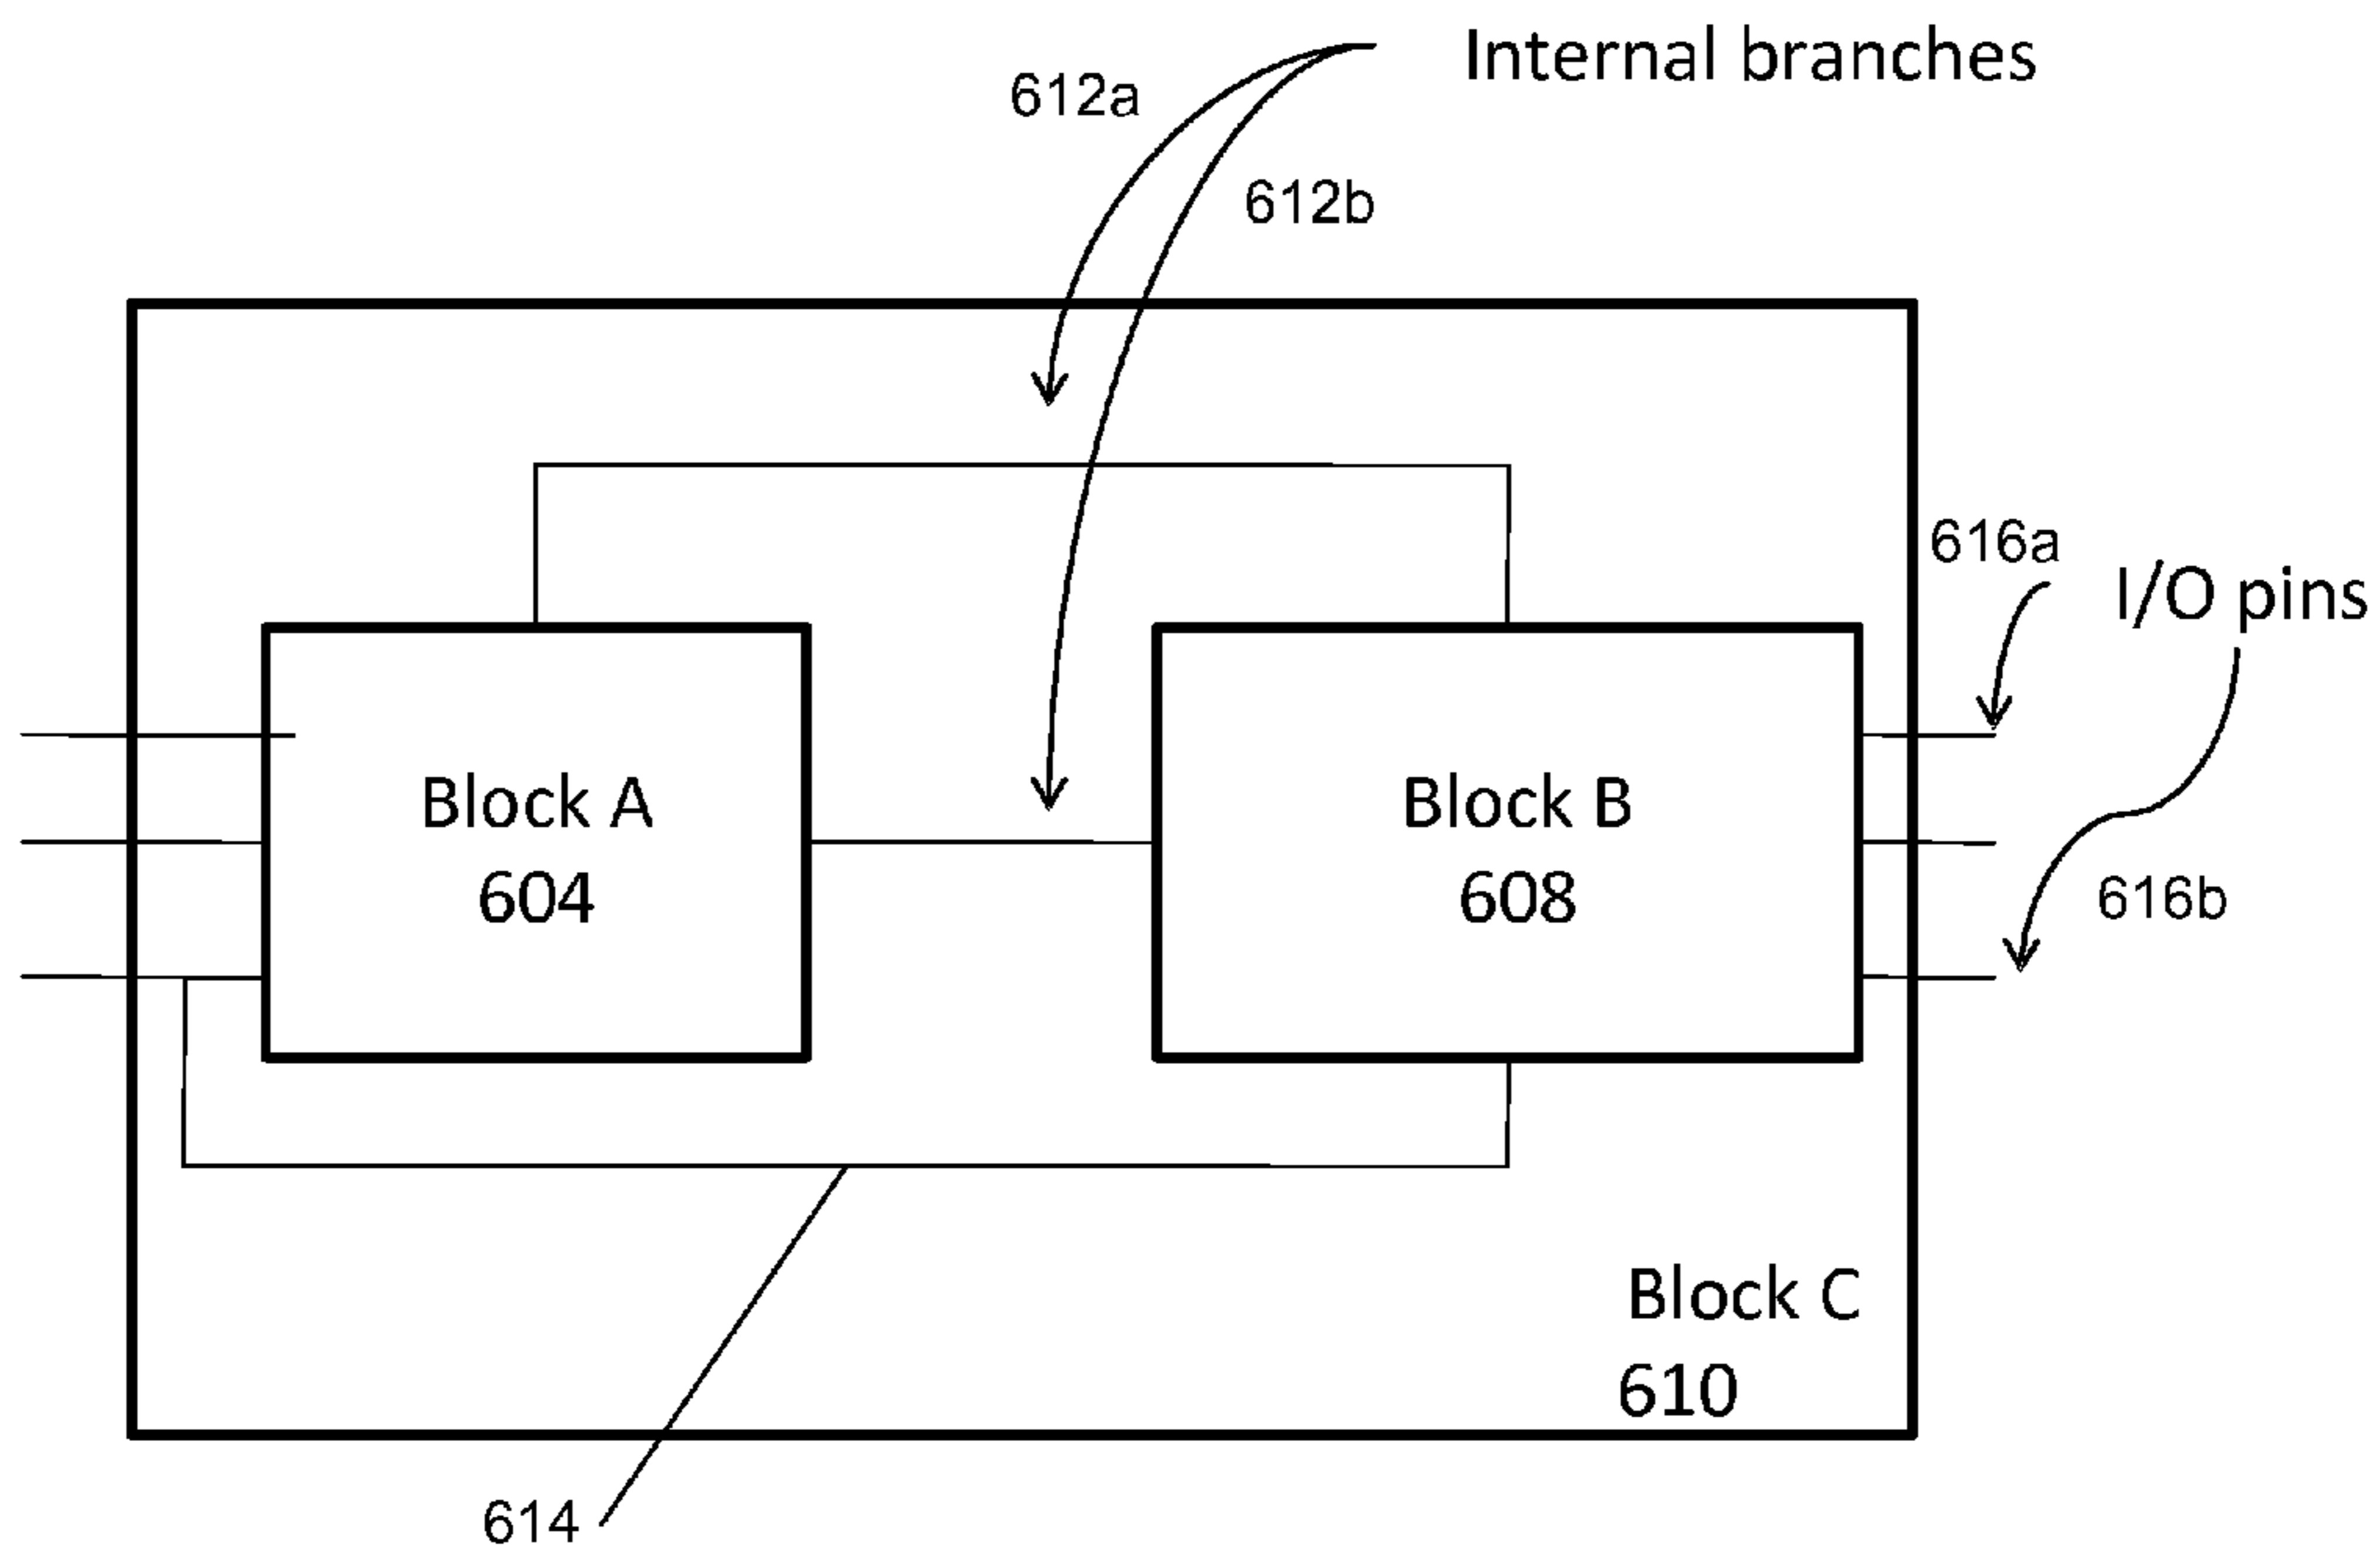 Internal branches
612a
612b
616a
I/O pins
Block A
604
Block B
608
616b
Block C
610
614